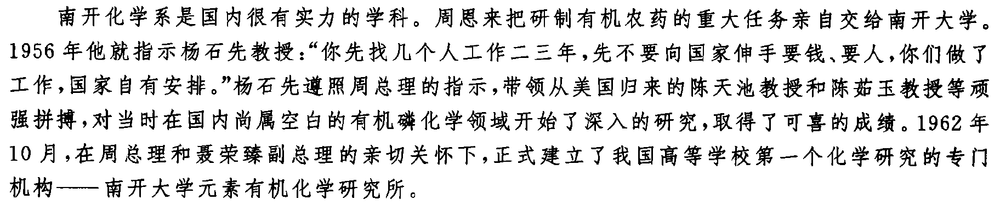 南开化学系是国内很有实力的学科。周恩来把研制有机农药的重大任务亲自交给南开大学。
1956年他就指示杨石先教授:“你先找几个人工作二三年,先不要向国家伸手要钱、要人,你们做了
工作,国家自有安排。”杨石先遵照周总理的指示,带领从美国归来的陈天池教授和陈茹玉教授等顽
强拼搏,对当时在国内尚属空白的有机磷化学领域开始了深入的研究,取得了可喜的成绩。1962年
10月,在周总理和聂荣臻副总理的亲切关怀下,正式建立了我国高等学校第一个化学研究的专门
机构——南开大学元素有机化学研究所。